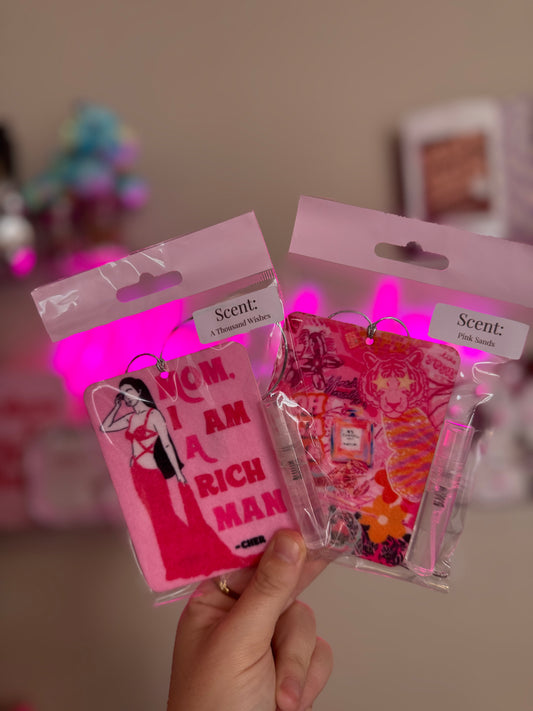 Scent:
A Thousand Wishes
MOM,
I
AM
A
RICH
MAN
-CHER
Scent:
Pink Sands